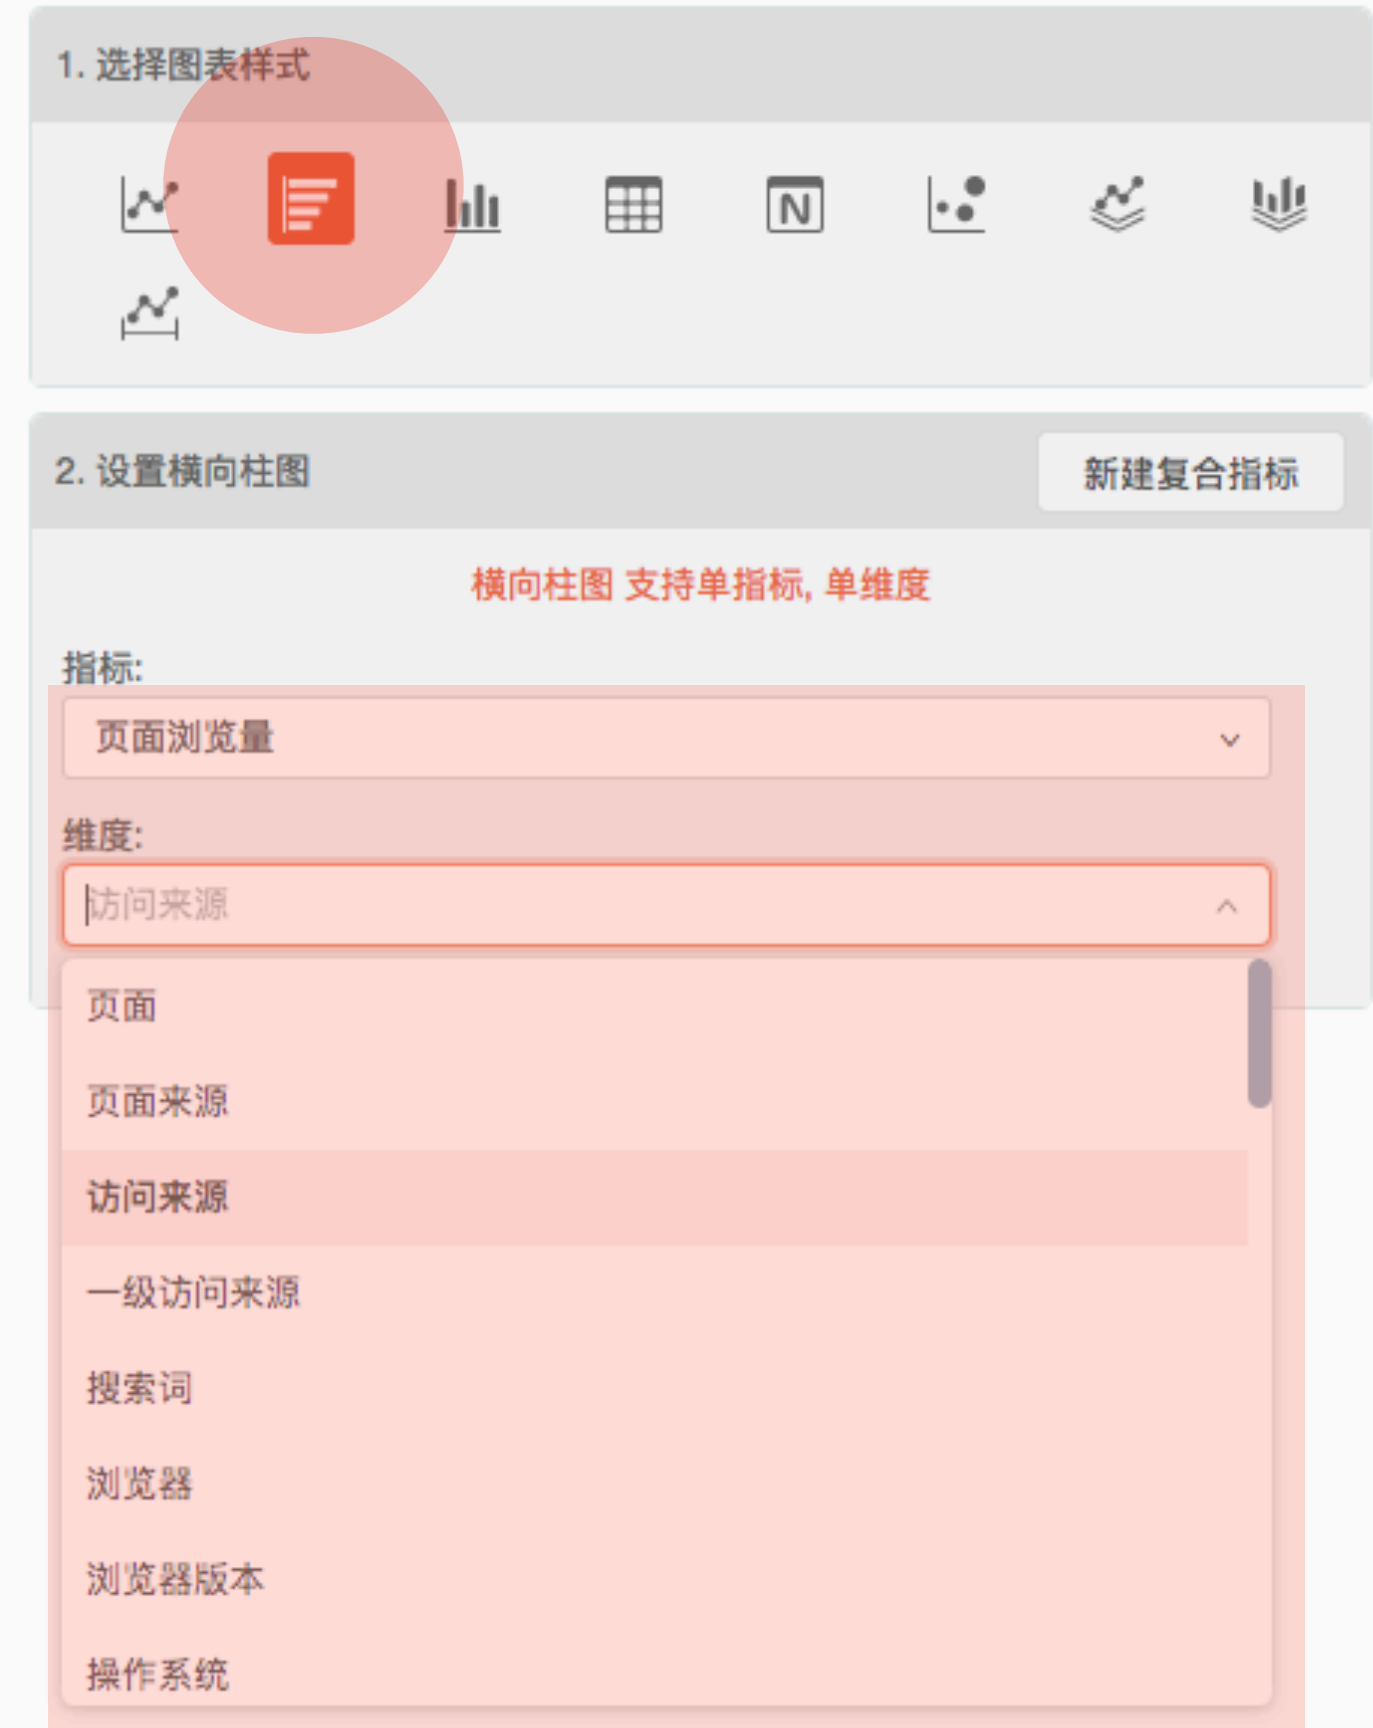 1. 选择图表样式
N
2. 设置横向柱图
新建复合指标
横向柱图 支持单指标, 单维度
指标:
页面浏览量
维度:
访问来源
页面
页面来源
访问来源
一级访问来源
搜索词
浏览器
浏览器版本
操作系统